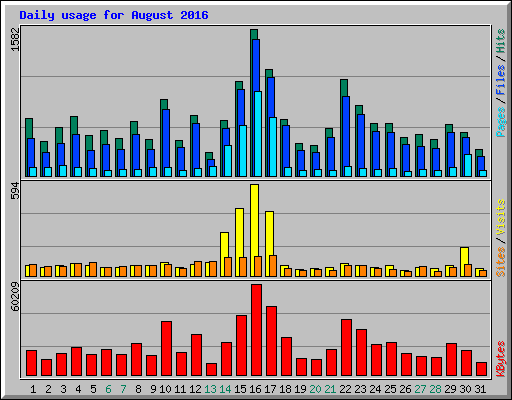 Daily usage for August 2016
1582
Pages / Files / Hits
594
Sites / Visits
60209
KBytes
1 2 3 4 5 6 7 8 9 10 11 12 13 14 15 16 17 18 19 20 21 22 23 24 25 26 27 28 29 30 31